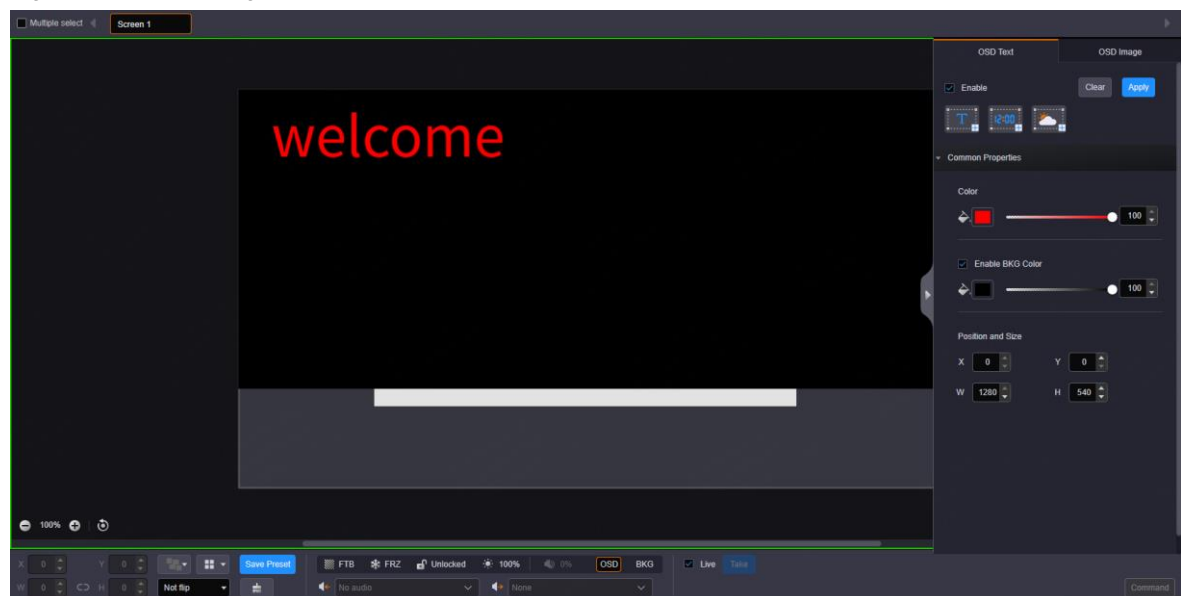 Multiple select Screen 1
OSD Text OSD Image
Enable Clear Apply
T 12:00
Common Properties
welcome
Color
100
Enable BKG Color
100
Position and Size
X 0 Y 0
W 1280 H 540
100%
X 0 Y 0 Save Preset FTB FRZ Unlocked 100% 0% OSD BKG Live Take
W 0 H 0 Not flip No audio None Command